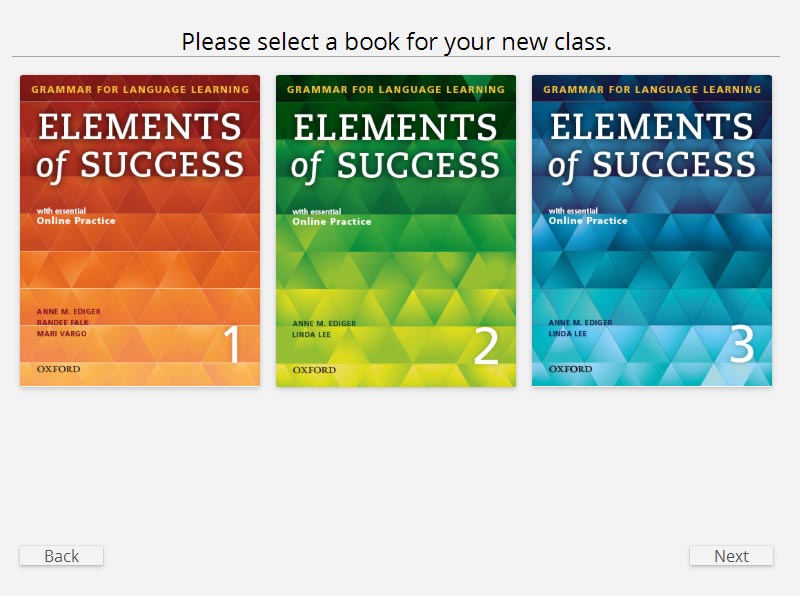 Please select a book for your new class.
GRAMMAR FOR LANGUAGE LEARNING
ELEMENTS
of SUCCESS
with essential
Online Practice
ANNE M. EDIGER
RANDEE FALK
MARI VARGO
1
OXFORD
GRAMMAR FOR LANGUAGE LEARNING
ELEMENTS
of SUCCESS
with essential
Online Practice
ANNE M. EDIGER
LINDA LEE
2
OXFORD
GRAMMAR FOR LANGUAGE LEARNING
ELEMENTS
of SUCCESS
with essential
Online Practice
ANNE M. EDIGER
LINDA LEE
3
OXFORD
Back
Next